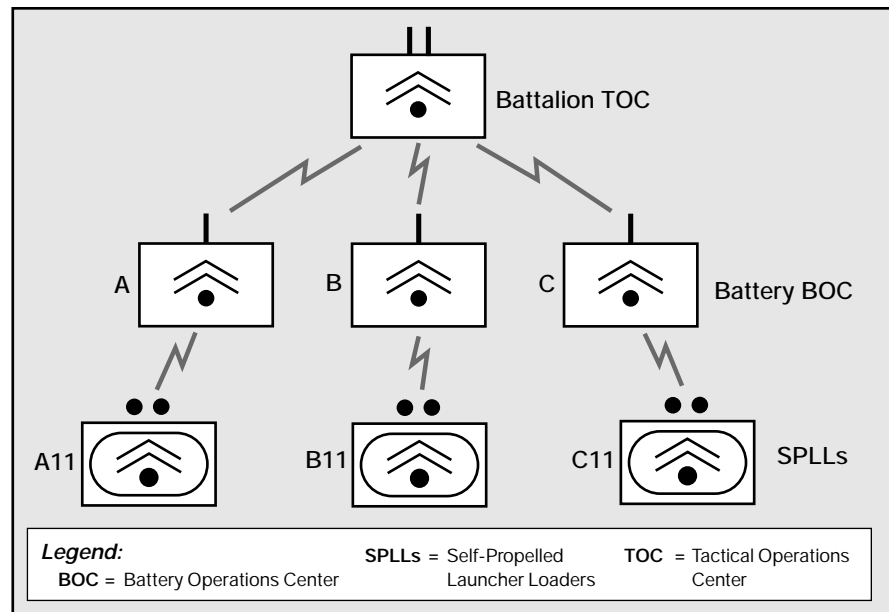 Battalion TOC
A
B
C
Battery BOC
A11
B11
C11
SPLLs
Legend:
BOC = Battery Operations Center
SPLLs = Self-Propelled
Launcher Loaders
TOC = Tactical Operations
Center